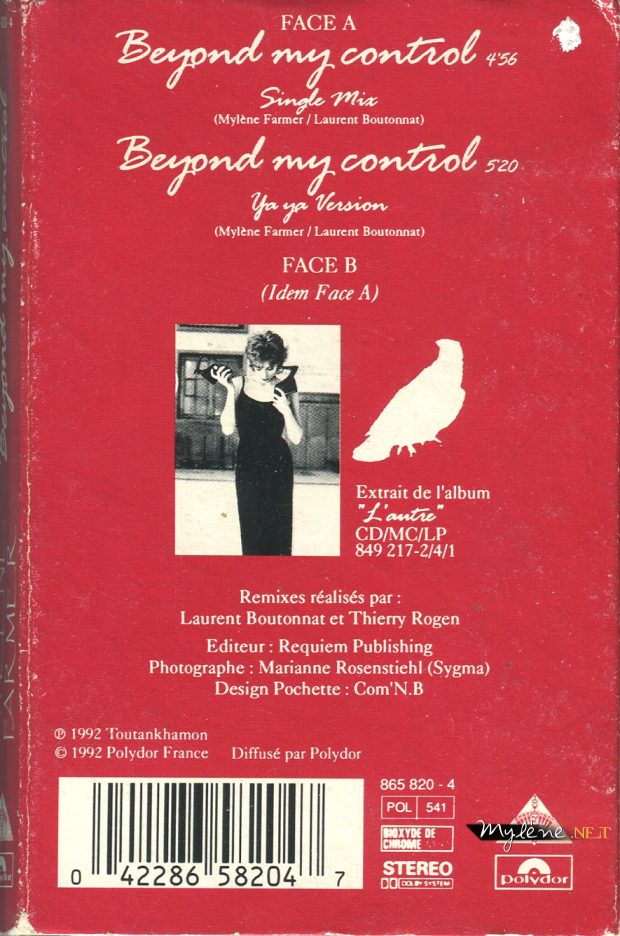 FACE A
Beyond my control 4'56
Single Mix
(Mylène Farmer / Laurent Boutonnat)
Beyond my control 5'20
Ya ya Version
(Mylène Farmer / Laurent Boutonnat)
FACE B
(Idem Face A)
Extrait de l'album
"L'autre"
CD/MC/LP
849 217-2/4/1
Remixes réalisés par :
Laurent Boutonnat et Thierry Rogen
Editeur : Requiem Publishing
Photographe : Marianne Rosenstiehl (Sygma)
Design Pochette : Com'N.B
℗ 1992 Toutankhamon
© 1992 Polydor France Diffusé par Polydor
865 820 - 4
POL 541
BIOXYDE DE
CHROME
STEREO
DOLBY SYSTEM
0 42286 58204 7
Mylene.NET
polydor
Beyond my control
FARMER